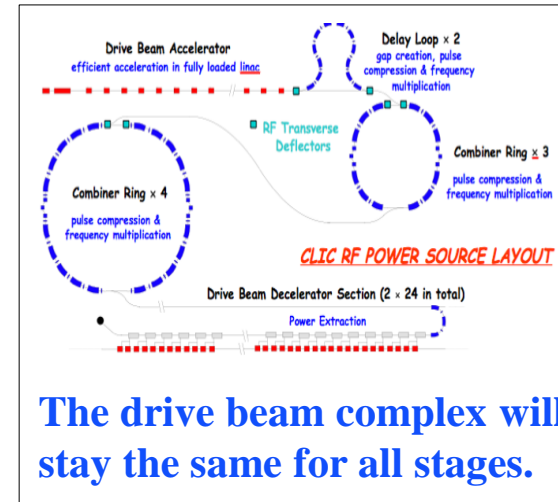 Drive Beam Accelerator
efficient acceleration in fully loaded linac
Delay Loop × 2
gap creation, pulse
compression & frequency
multiplication
RF Transverse
Deflectors
Combiner Ring × 3
pulse compression &
frequency multiplication
Combiner Ring × 4
pulse compression &
frequency multiplication
CLIC RF POWER SOURCE LAYOUT
Drive Beam Decelerator Section (2 × 24 in total)
Power Extraction
The drive beam complex will
stay the same for all stages.